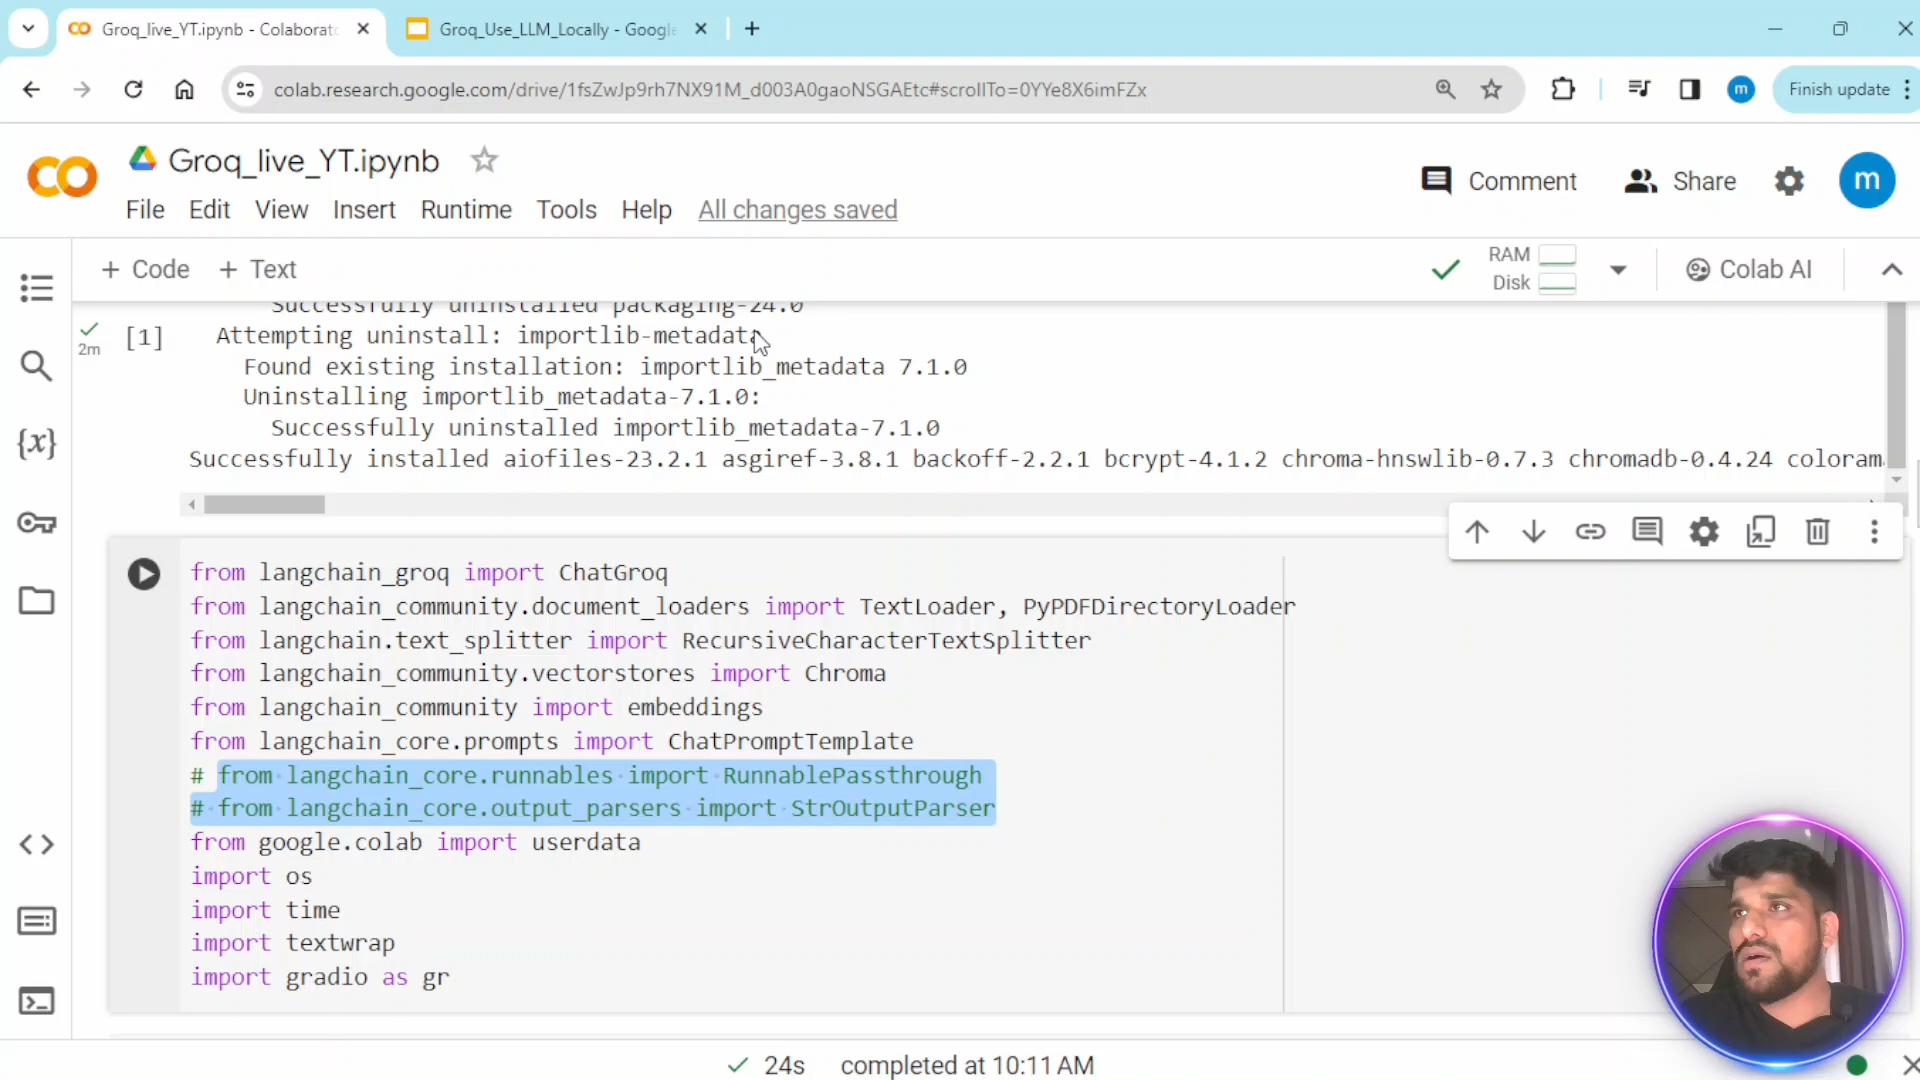 Groq_live_YT.ipynb - Colaborato
Groq_Use_LLM_Locally - Google
colab.research.google.com/drive/1fsZwJp9rh7NX91M_d003A0gaoNSGAEtc#scrollTo=0YYe8X6imFZx
m
Finish update
Groq_live_YT.ipynb
Comment
Share
m
File Edit View Insert Runtime Tools Help All changes saved
+ Code + Text
RAM
Disk
Colab AI
Successfully uninstalled packaging-24.0
2m
[1]
Attempting uninstall: importlib-metadata
Found existing installation: importlib_metadata 7.1.0
Uninstalling importlib_metadata-7.1.0:
Successfully uninstalled importlib_metadata-7.1.0
Successfully installed aiofiles-23.2.1 asgiref-3.8.1 backoff-2.2.1 bcrypt-4.1.2 chroma-hnswlib-0.7.3 chromadb-0.4.24 coloram
from langchain_groq import ChatGroq
from langchain_community.document_loaders import TextLoader, PyPDFDirectoryLoader
from langchain.text_splitter import RecursiveCharacterTextSplitter
from langchain_community.vectorstores import Chroma
from langchain_community import embeddings
from langchain_core.prompts import ChatPromptTemplate
# from langchain_core.runnables import RunnablePassthrough
# from langchain_core.output_parsers import StrOutputParser
from google.colab import userdata
import os
import time
import textwrap
import gradio as gr
24s completed at 10:11 AM